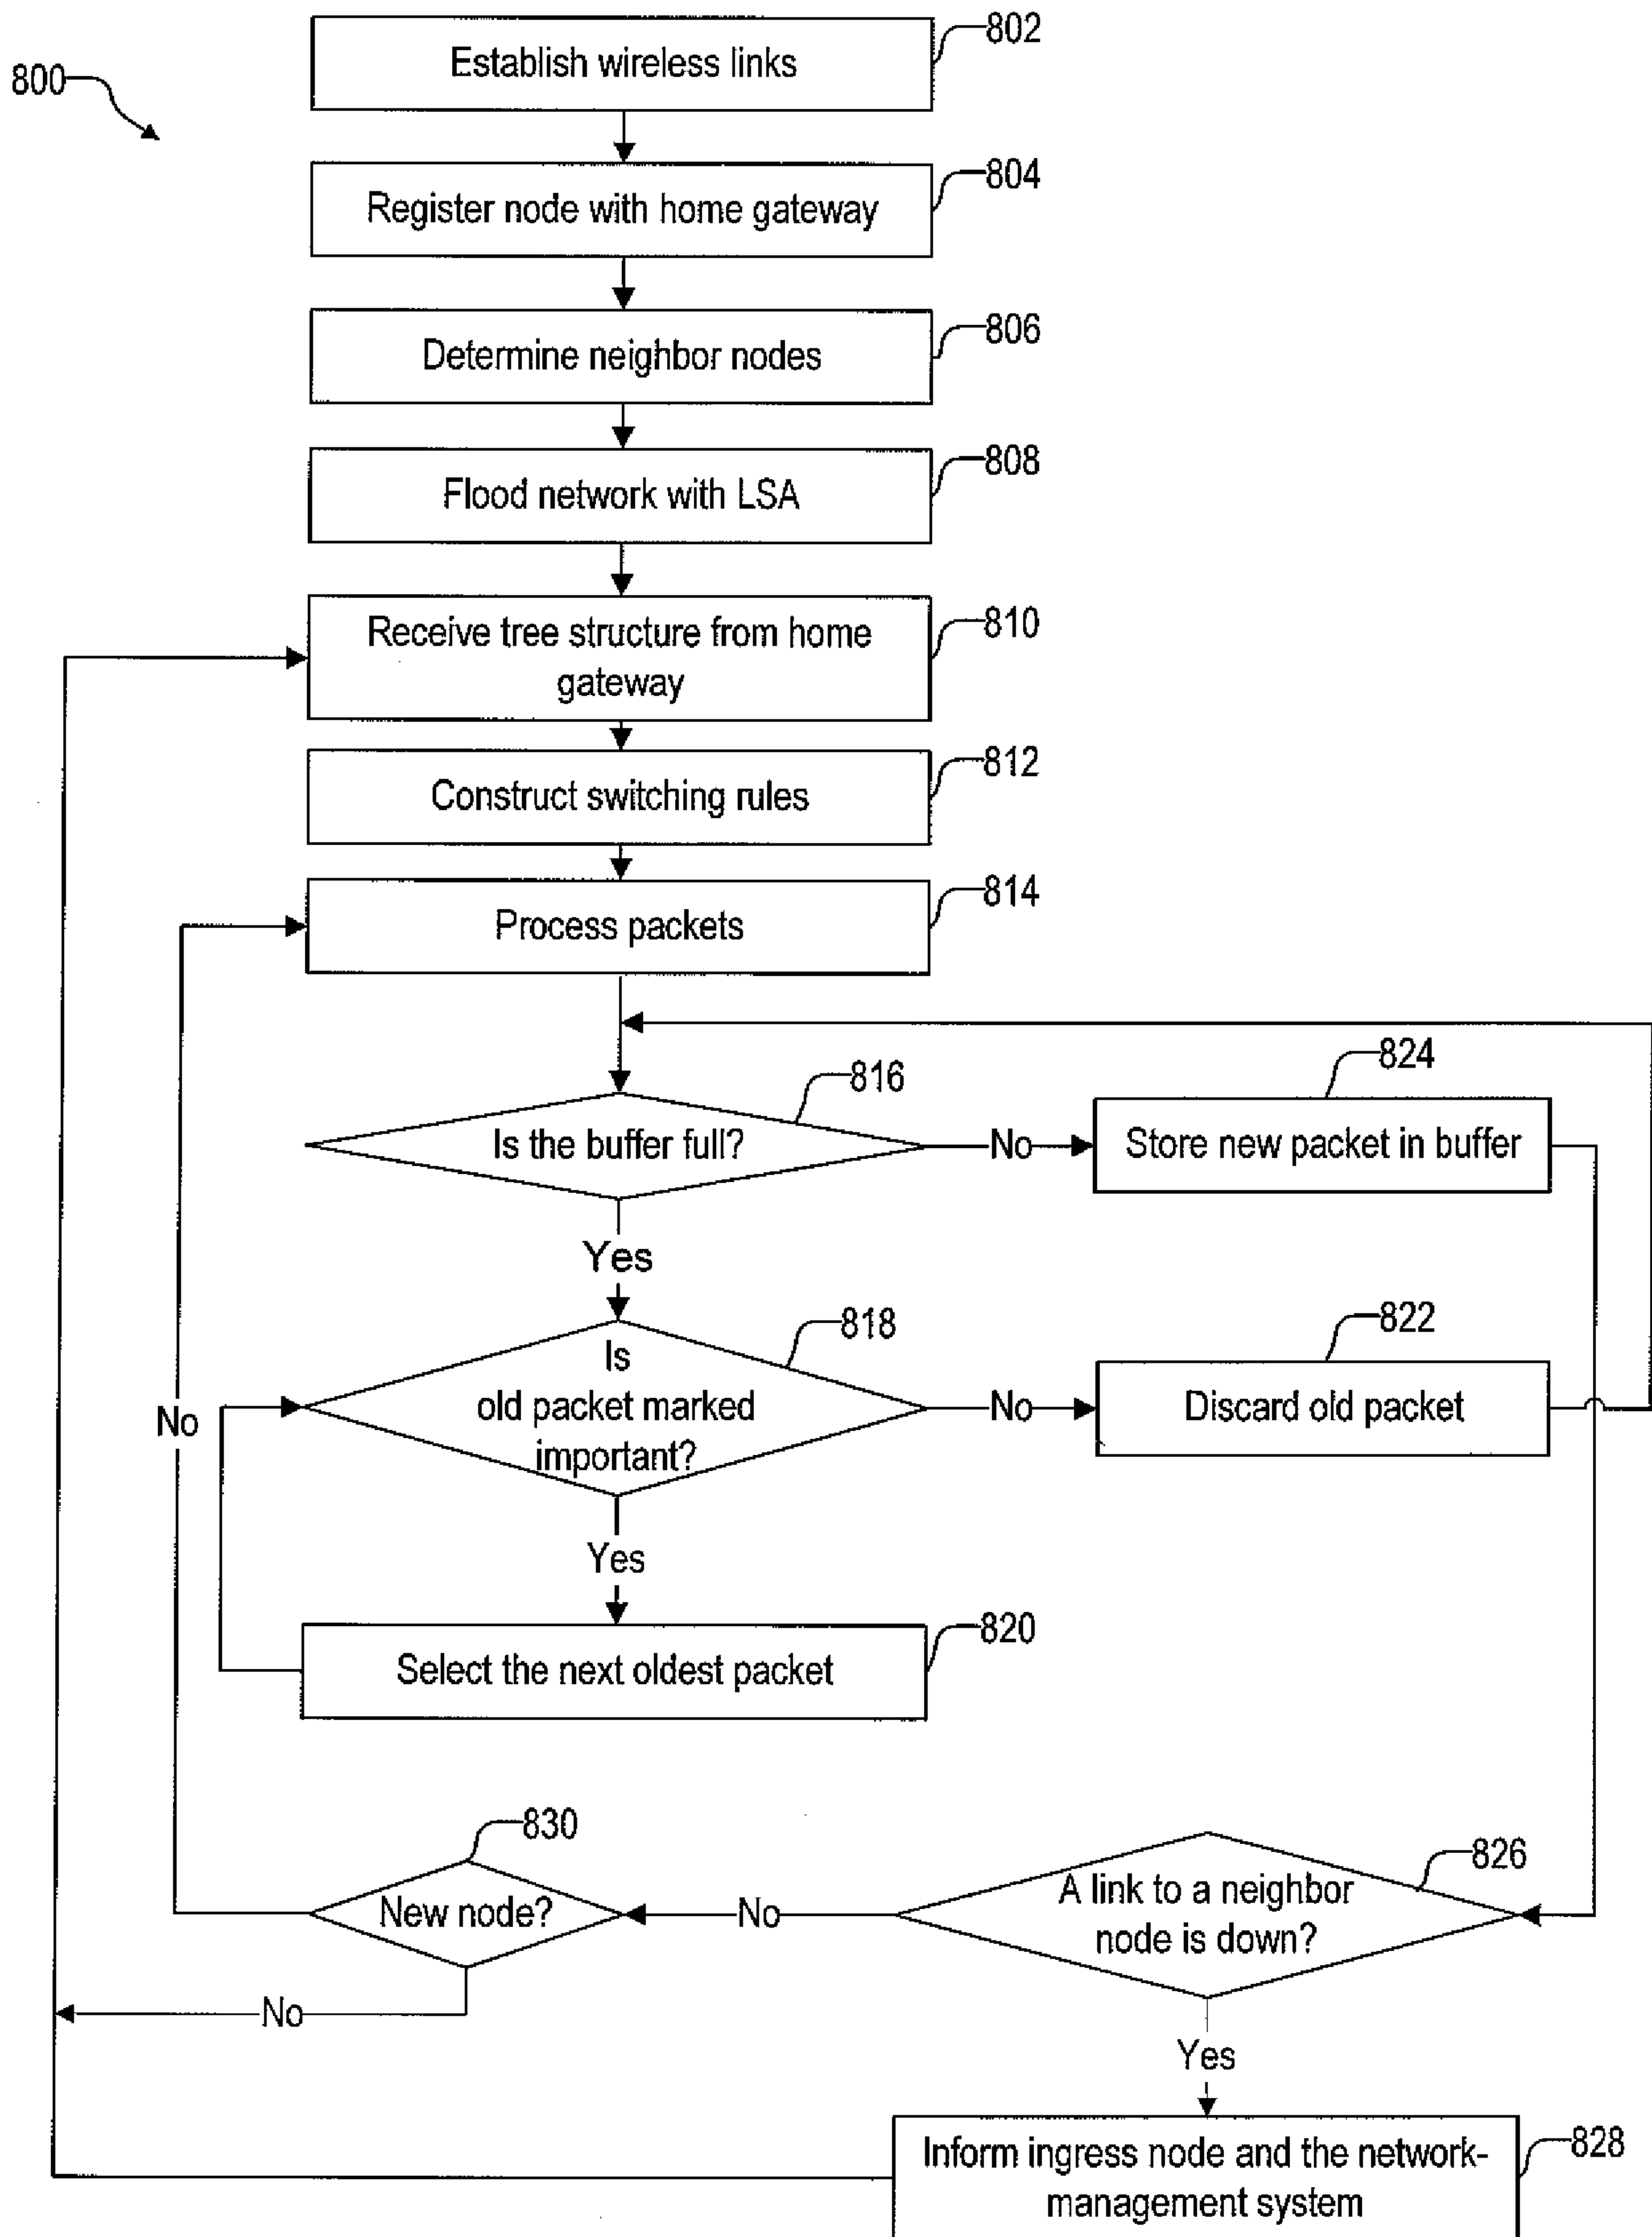 800
802
Establish wireless links
804
Register node with home gateway
806
Determine neighbor nodes
808
Flood network with LSA
810
Receive tree structure from home
gateway
812
Construct switching rules
814
Process packets
816
Is the buffer full?
No
824
Store new packet in buffer
Yes
818
Is
old packet marked
important?
No
822
Discard old packet
No
Yes
820
Select the next oldest packet
830
New node?
No
826
A link to a neighbor
node is down?
No
Yes
828
Inform ingress node and the network-
management system